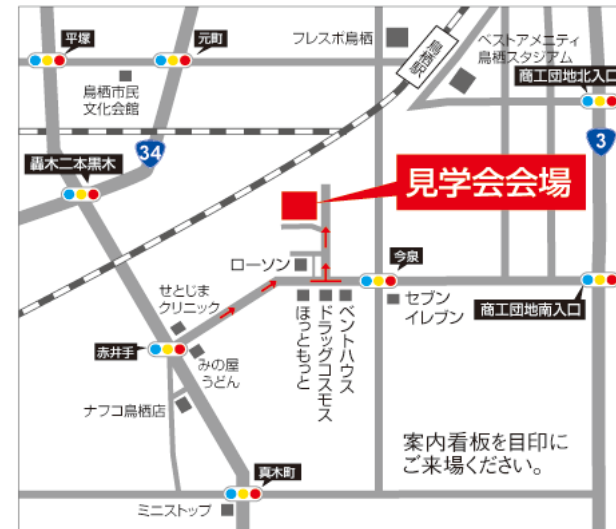 平塚
元町
フレスポ鳥栖
鳥栖駅
ベストアメニティ
鳥栖スタジアム
商工団地北入口
鳥栖市民
文化会館
34
3
轟木二本黒木
見学会会場
ローソン
今泉
せとじま
クリニック
セブン
イレブン
商工団地南入口
ほっともっと
ドラッグコスモス
ベントハウス
赤井手
みの屋
うどん
ナフコ鳥栖店
案内看板を目印に
ご来場ください。
真木町
ミニストップ